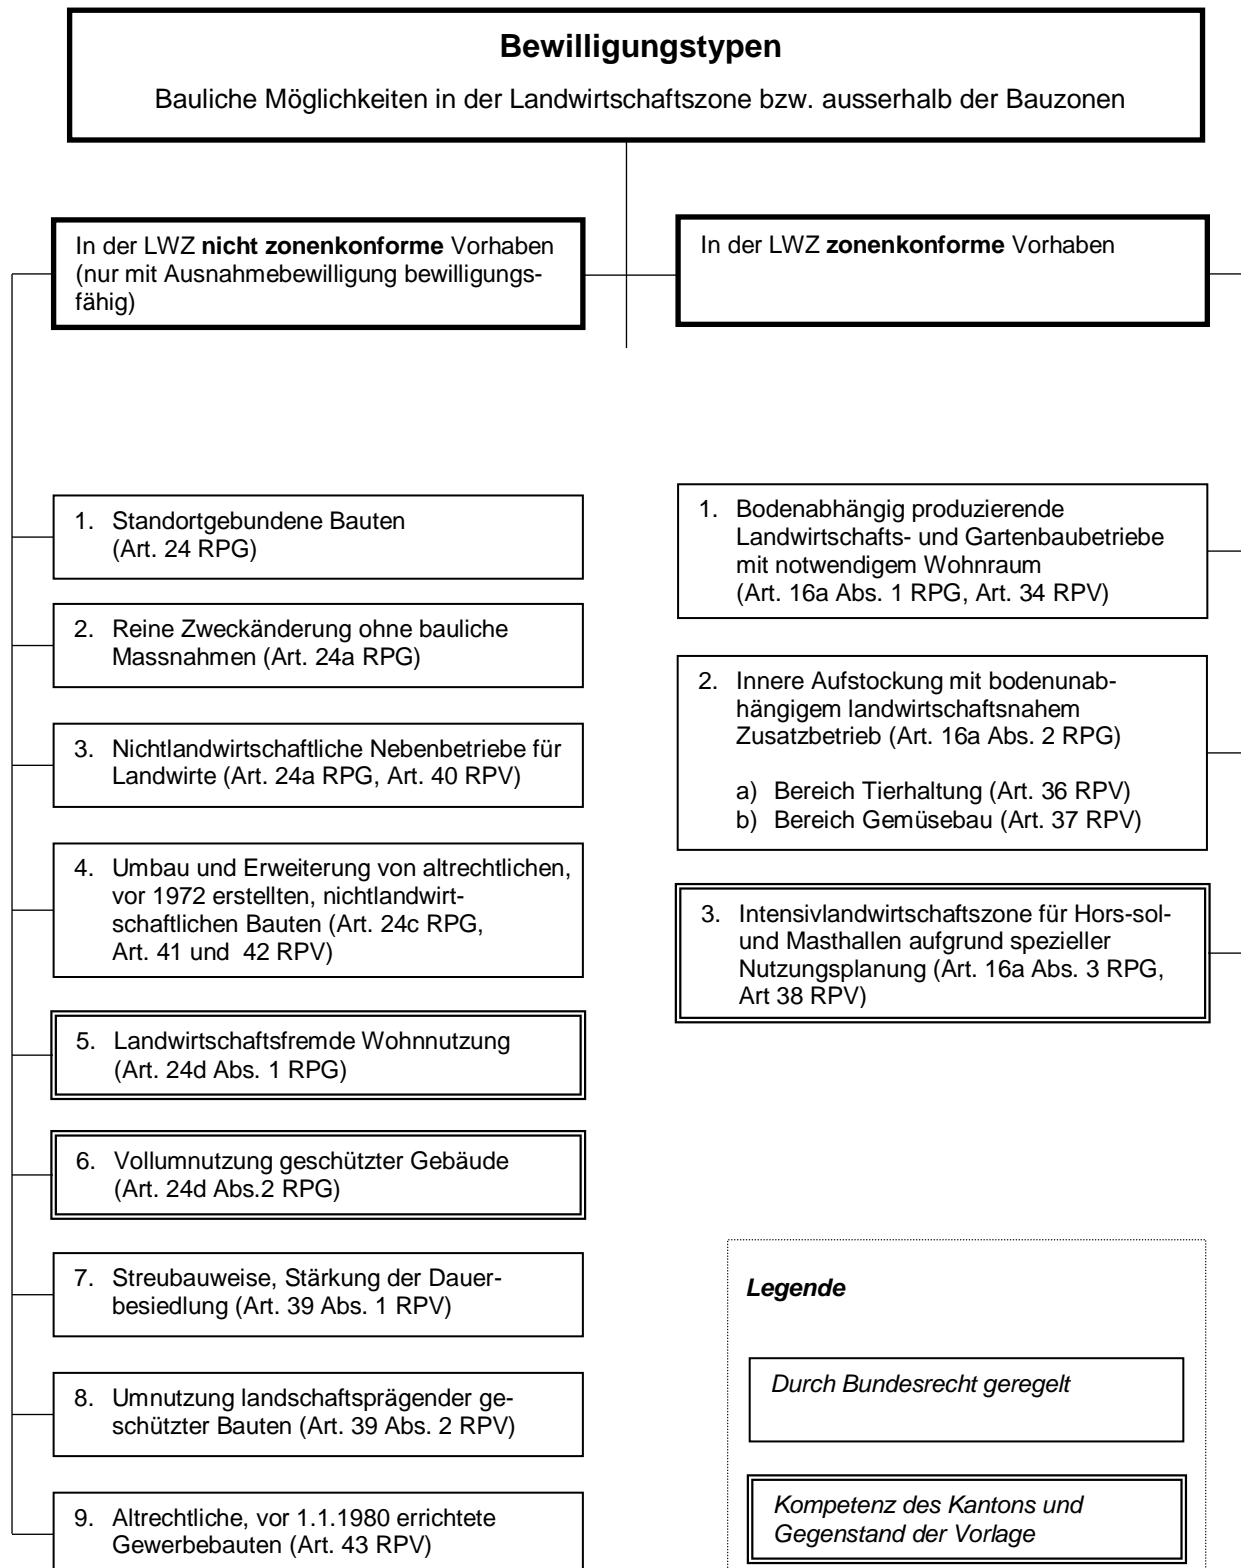 Bewilligungstypen
Bauliche Möglichkeiten in der Landwirtschaftszone bzw. ausserhalb der Bauzonen
In der LWZ nicht zonenkonforme Vorhaben
(nur mit Ausnahmebewilligung bewilligungs-
fähig)
In der LWZ zonenkonforme Vorhaben
1. Standortgebundene Bauten
(Art. 24 RPG)
2. Reine Zweckänderung ohne bauliche
Massnahmen (Art. 24a RPG)
3. Nichtlandwirtschaftliche Nebenbetriebe für
Landwirte (Art. 24a RPG, Art. 40 RPV)
4. Umbau und Erweiterung von altrechtlichen,
vor 1972 erstellten, nichtlandwirt-
schaftlichen Bauten (Art. 24c RPG,
Art. 41 und 42 RPV)
5. Landwirtschaftsfremde Wohnnutzung
(Art. 24d Abs. 1 RPG)
6. Vollumnutzung geschützter Gebäude
(Art. 24d Abs.2 RPG)
7. Streubauweise, Stärkung der Dauer-
besiedlung (Art. 39 Abs. 1 RPV)
8. Umnutzung landschaftsprägender ge-
schützter Bauten (Art. 39 Abs. 2 RPV)
9. Altrechtliche, vor 1.1.1980 errichtete
Gewerbebauten (Art. 43 RPV)
1. Bodenabhängig produzierende
Landwirtschafts- und Gartenbaubetriebe
mit notwendigem Wohnraum
(Art. 16a Abs. 1 RPG, Art. 34 RPV)
2. Innere Aufstockung mit bodenunab-
hängigem landwirtschaftsnahem
Zusatzbetrieb (Art. 16a Abs. 2 RPG)
a) Bereich Tierhaltung (Art. 36 RPV)
b) Bereich Gemüsebau (Art. 37 RPV)
3. Intensivlandwirtschaftszone für Hors-sol-
und Masthallen aufgrund spezieller
Nutzungsplanung (Art. 16a Abs. 3 RPG,
Art 38 RPV)
Legende
Durch Bundesrecht geregelt
Kompetenz des Kantons und
Gegenstand der Vorlage